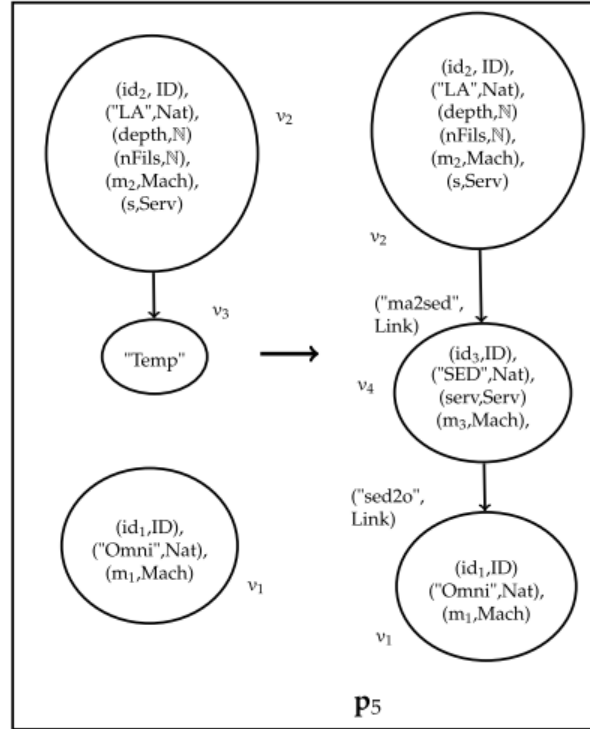 (id₂, ID),
("LA",Nat),
(depth,ℕ)
(nFils,ℕ),
(m₂,Mach),
(s,Serv)
v₂
v₃
"Temp"
(id₁,ID),
("Omni",Nat),
(m₁,Mach)
v₁
(id₂, ID),
("LA",Nat),
(depth,ℕ)
(nFils,ℕ),
(m₂,Mach),
(s,Serv)
v₂
("ma2sed",
Link)
(id₃,ID),
("SED",Nat),
(serv,Serv)
(m₃,Mach),
v₄
("sed2o",
Link)
(id₁,ID)
("Omni",Nat),
(m₁,Mach)
v₁
p₅